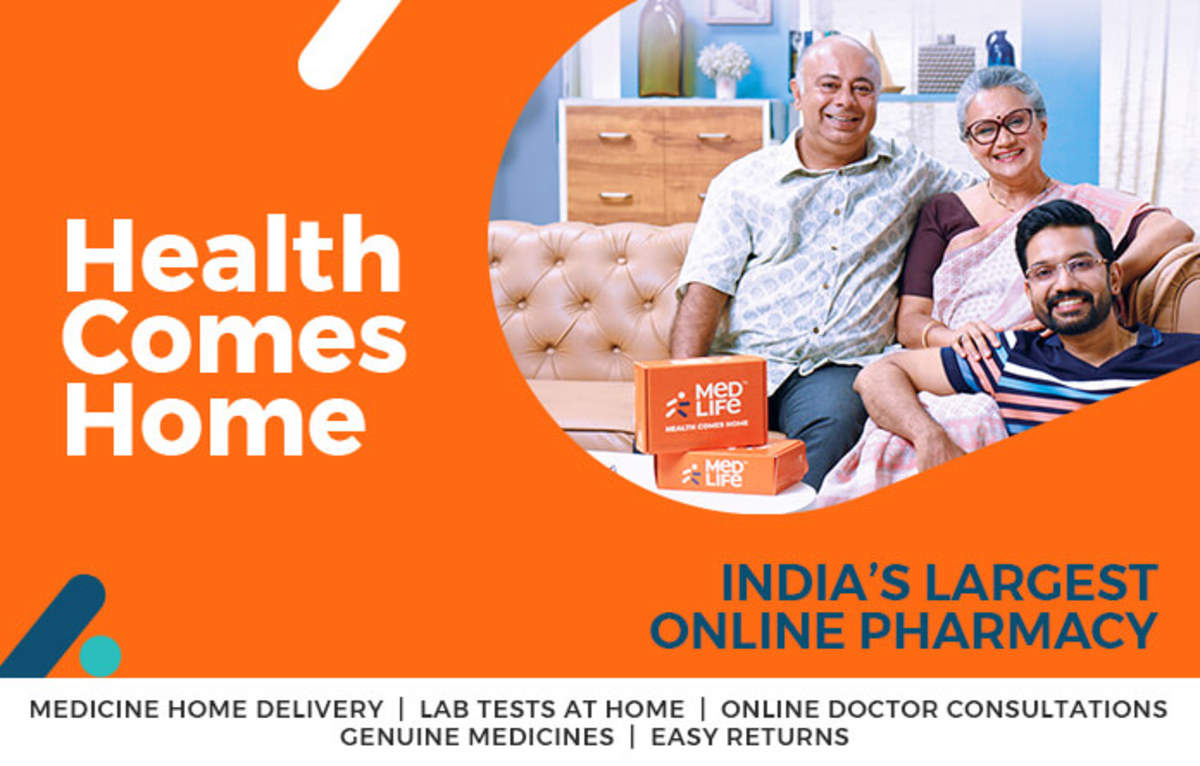 Health
Comes
Home
MeD
LIFe
HEALTH COMES HOME
MeD
LIFe
INDIA’S LARGEST
ONLINE PHARMACY
MEDICINE HOME DELIVERY | LAB TESTS AT HOME | ONLINE DOCTOR CONSULTATIONS
GENUINE MEDICINES | EASY RETURNS